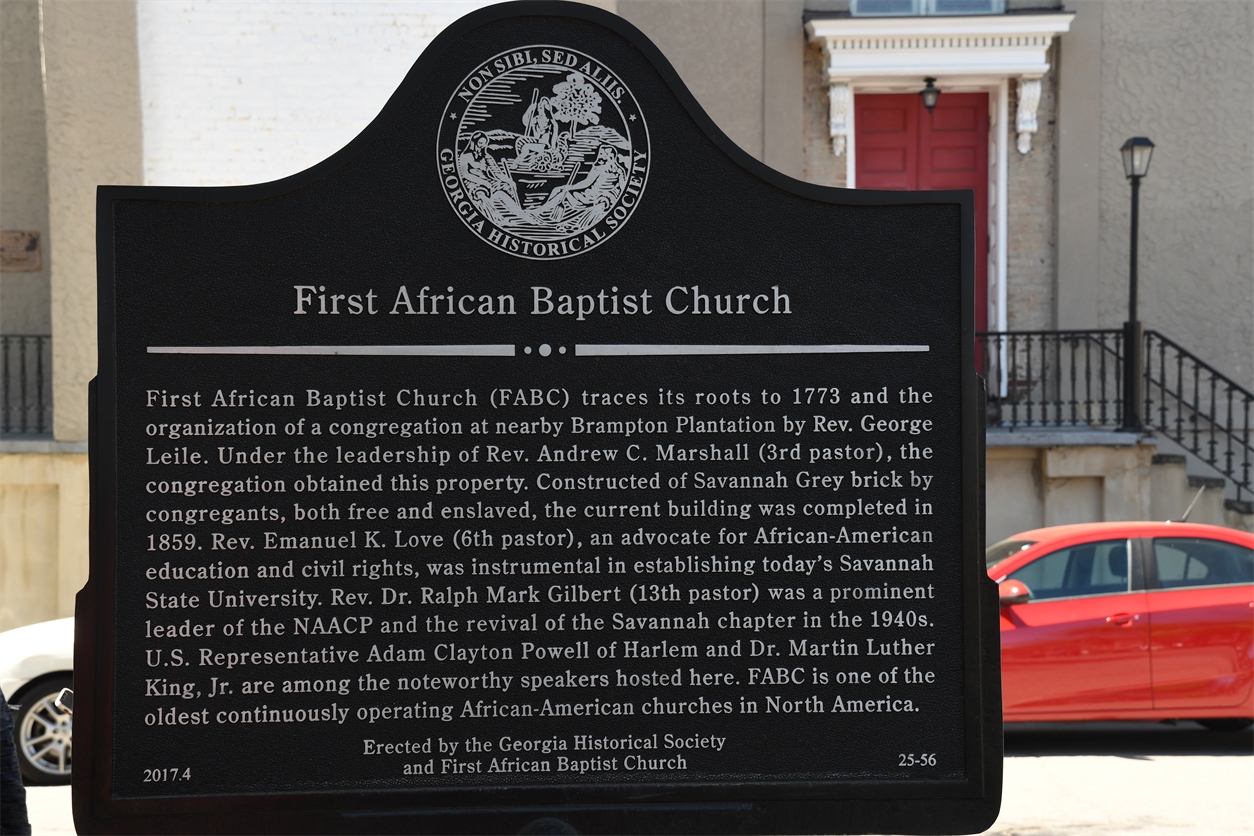 NON SIBI, SED ALIIS.
GEORGIA HISTORICAL SOCIETY
First African Baptist Church
First African Baptist Church (FABC) traces its roots to 1773 and the
organization of a congregation at nearby Brampton Plantation by Rev. George
Leile. Under the leadership of Rev. Andrew C. Marshall (3rd pastor), the
congregation obtained this property. Constructed of Savannah Grey brick by
congregants, both free and enslaved, the current building was completed in
1859. Rev. Emanuel K. Love (6th pastor), an advocate for African-American
education and civil rights, was instrumental in establishing today's Savannah
State University. Rev. Dr. Ralph Mark Gilbert (13th pastor) was a prominent
leader of the NAACP and the revival of the Savannah chapter in the 1940s.
U.S. Representative Adam Clayton Powell of Harlem and Dr. Martin Luther
King, Jr. are among the noteworthy speakers hosted here. FABC is one of the
oldest continuously operating African-American churches in North America.
Erected by the Georgia Historical Society
and First African Baptist Church
2017.4
25-56